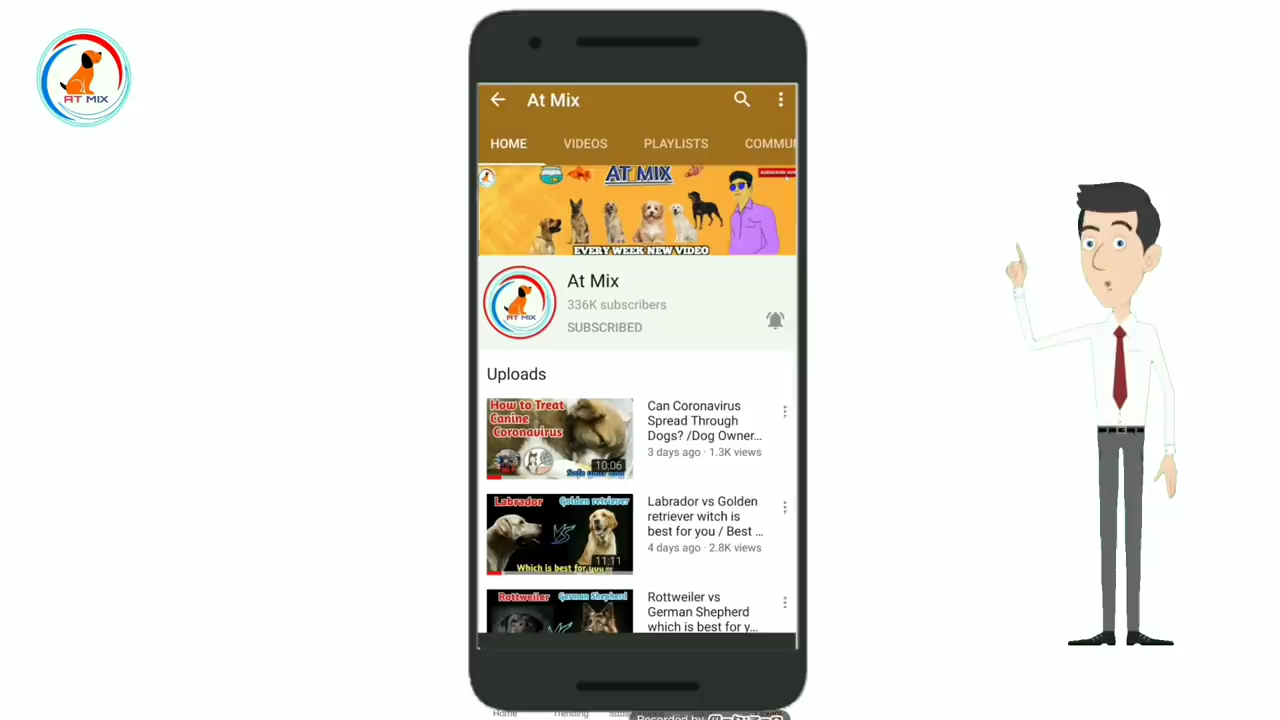 AT MIX
At Mix
HOME VIDEOS PLAYLISTS COMMU
AT MIX
SUBSCRIBE NOW
EVERY WEEK NEW VIDEO
AT MIX
At Mix
336K subscribers
SUBSCRIBED
Uploads
How to Treat
Canine
Coronavirus
10:06
Can Coronavirus
Spread Through
Dogs? /Dog Owner...
3 days ago · 1.3K views
Labrador Golden retriever
VS
11:11
Which is best for you
Labrador vs Golden
retriever witch is
best for you / Best ...
4 days ago · 2.8K views
Rottweiler German Shepherd
Rottweiler vs
German Shepherd
which is best for y...
Home Trending
Recorded by